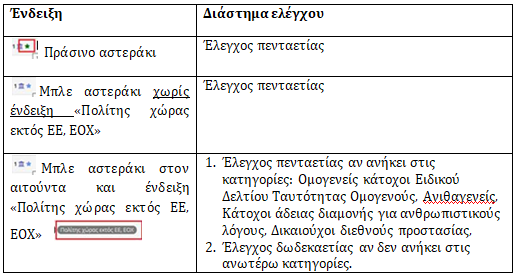 Ένδειξη
Διάστημα ελέγχου
Πράσινο αστεράκι
Έλεγχος πενταετίας
Μπλε αστεράκι χωρίς
ένδειξη «Πολίτης χώρας
εκτός ΕΕ, ΕΟΧ»
Έλεγχος πενταετίας
Μπλε αστεράκι στον
αιτούντα και ένδειξη
«Πολίτης χώρας εκτός ΕΕ,
ΕΟΧ» Πολίτης χώρας εκτός ΕΕ, ΕΟΧ
1. Έλεγχος πενταετίας αν ανήκει στις
κατηγορίες: Ομογενείς κάτοχοι Ειδικού
Δελτίου Ταυτότητας Ομογενούς, Ανιθαγενείς,
Κάτοχοι άδειας διαμονής για ανθρωπιστικούς
λόγους, Δικαιούχοι διεθνούς προστασίας,
2. Έλεγχος δωδεκαετίας αν δεν ανήκει στις
ανωτέρω κατηγορίες.